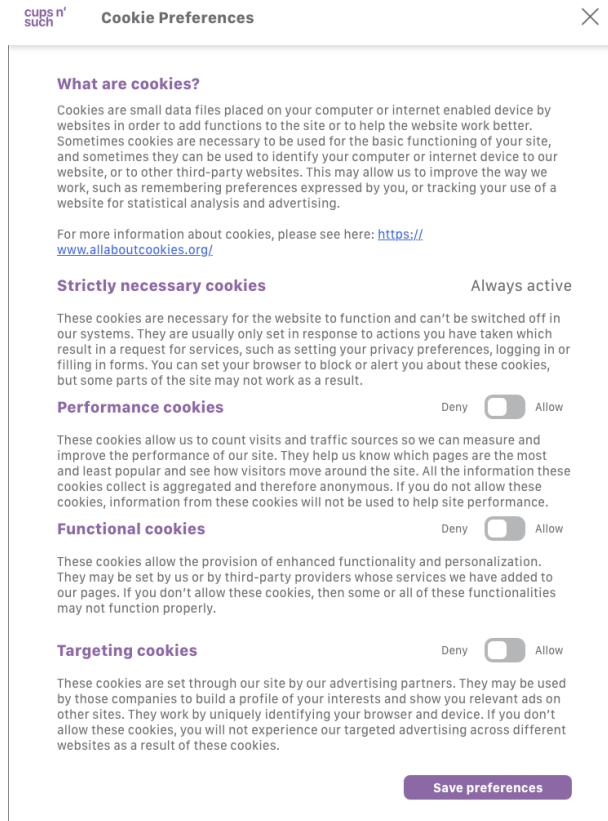 cups n'
such
Cookie Preferences
What are cookies?
Cookies are small data files placed on your computer or internet enabled device by
websites in order to add functions to the site or to help the website work better.
Sometimes cookies are necessary to be used for the basic functioning of your site,
and sometimes they can be used to identify your computer or internet device to our
website, or to other third-party websites. This may allow us to improve the way we
work, such as remembering preferences expressed by you, or tracking your use of a
website for statistical analysis and advertising.
For more information about cookies, please see here: https://
www.allaboutcookies.org/
Strictly necessary cookies Always active
These cookies are necessary for the website to function and can't be switched off in
our systems. They are usually only set in response to actions you have taken which
result in a request for services, such as setting your privacy preferences, logging in or
filling in forms. You can set your browser to block or alert you about these cookies,
but some parts of the site may not work as a result.
Performance cookies Deny Allow
These cookies allow us to count visits and traffic sources so we can measure and
improve the performance of our site. They help us know which pages are the most
and least popular and see how visitors move around the site. All the information these
cookies collect is aggregated and therefore anonymous. If you do not allow these
cookies, information from these cookies will not be used to help site performance.
Functional cookies Deny Allow
These cookies allow the provision of enhanced functionality and personalization.
They may be set by us or by third-party providers whose services we have added to
our pages. If you don't allow these cookies, then some or all of these functionalities
may not function properly.
Targeting cookies Deny Allow
These cookies are set through our site by our advertising partners. They may be used
by those companies to build a profile of your interests and show you relevant ads on
other sites. They work by uniquely identifying your browser and device. If you don't
allow these cookies, you will not experience our targeted advertising across different
websites as a result of these cookies.
Save preferences